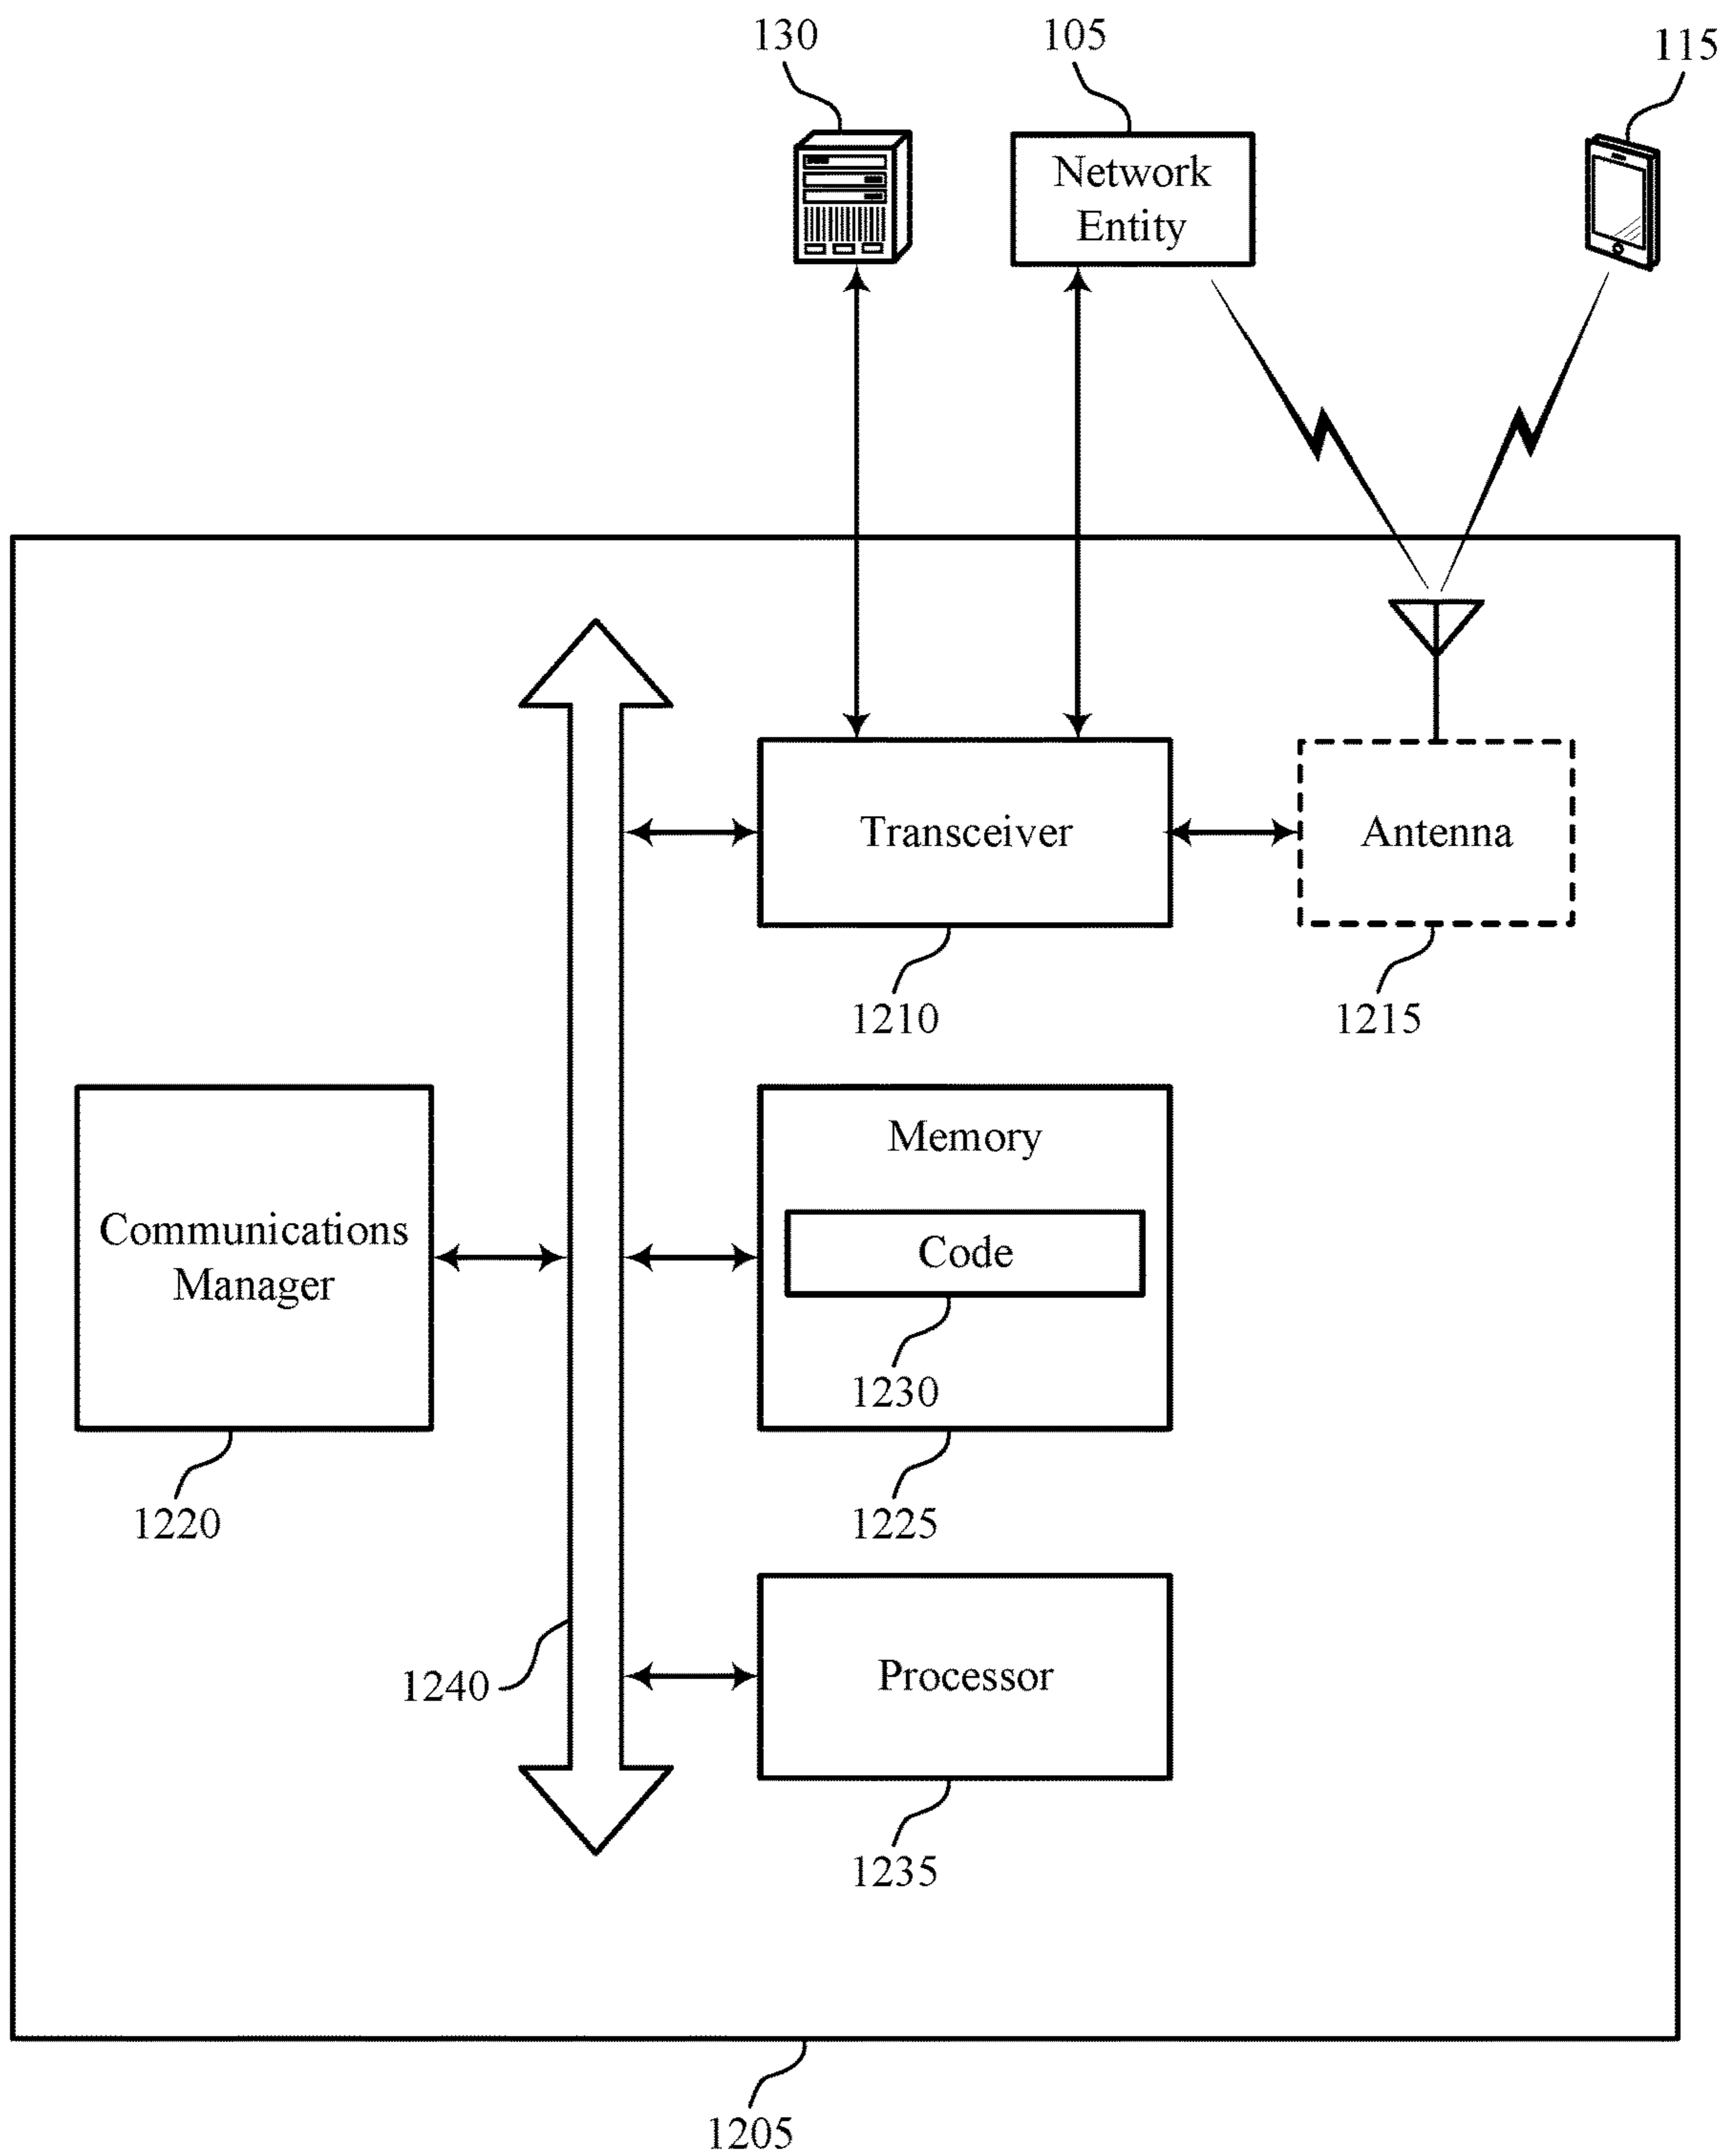 130
105
115
Network
Entity
Transceiver
Antenna
1210
1215
Memory
Communications
Manager
Code
1230
1220
1225
1240
Processor
1235
1205